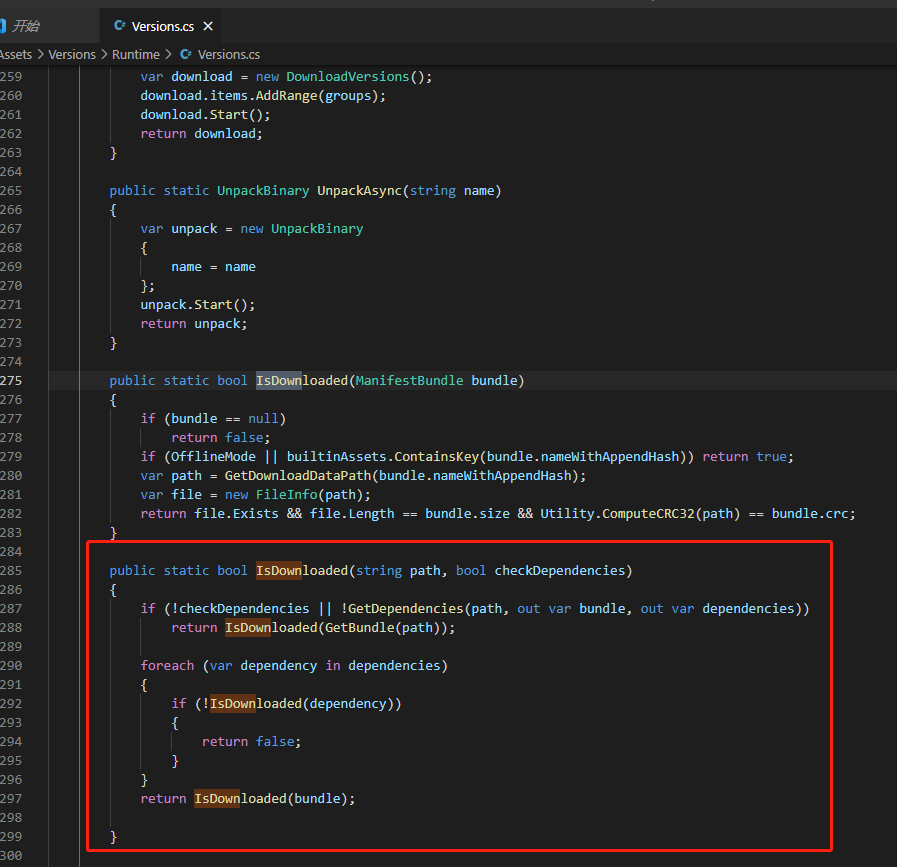 开始
C# Versions.cs ×
Assets > Versions > Runtime > C# Versions.cs
259 var download = new DownloadVersions();
260 download.items.AddRange(groups);
261 download.Start();
262 return download;
263 }
264
265 public static UnpackBinary UnpackAsync(string name)
266 {
267 var unpack = new UnpackBinary
268 {
269 name = name
270 };
271 unpack.Start();
272 return unpack;
273 }
274
275 public static bool IsDownloaded(ManifestBundle bundle)
276 {
277 if (bundle == null)
278 return false;
279 if (OfflineMode || builtinAssets.ContainsKey(bundle.nameWithAppendHash)) return true;
280 var path = GetDownloadDataPath(bundle.nameWithAppendHash);
281 var file = new FileInfo(path);
282 return file.Exists && file.Length == bundle.size && Utility.ComputeCRC32(path) == bundle.crc;
283 }
284
285 public static bool IsDownloaded(string path, bool checkDependencies)
286 {
287 if (!checkDependencies || !GetDependencies(path, out var bundle, out var dependencies))
288 return IsDownloaded(GetBundle(path));
289
290 foreach (var dependency in dependencies)
291 {
292 if (!IsDownloaded(dependency))
293 {
294 return false;
295 }
296 }
297 return IsDownloaded(bundle);
298
299 }
300